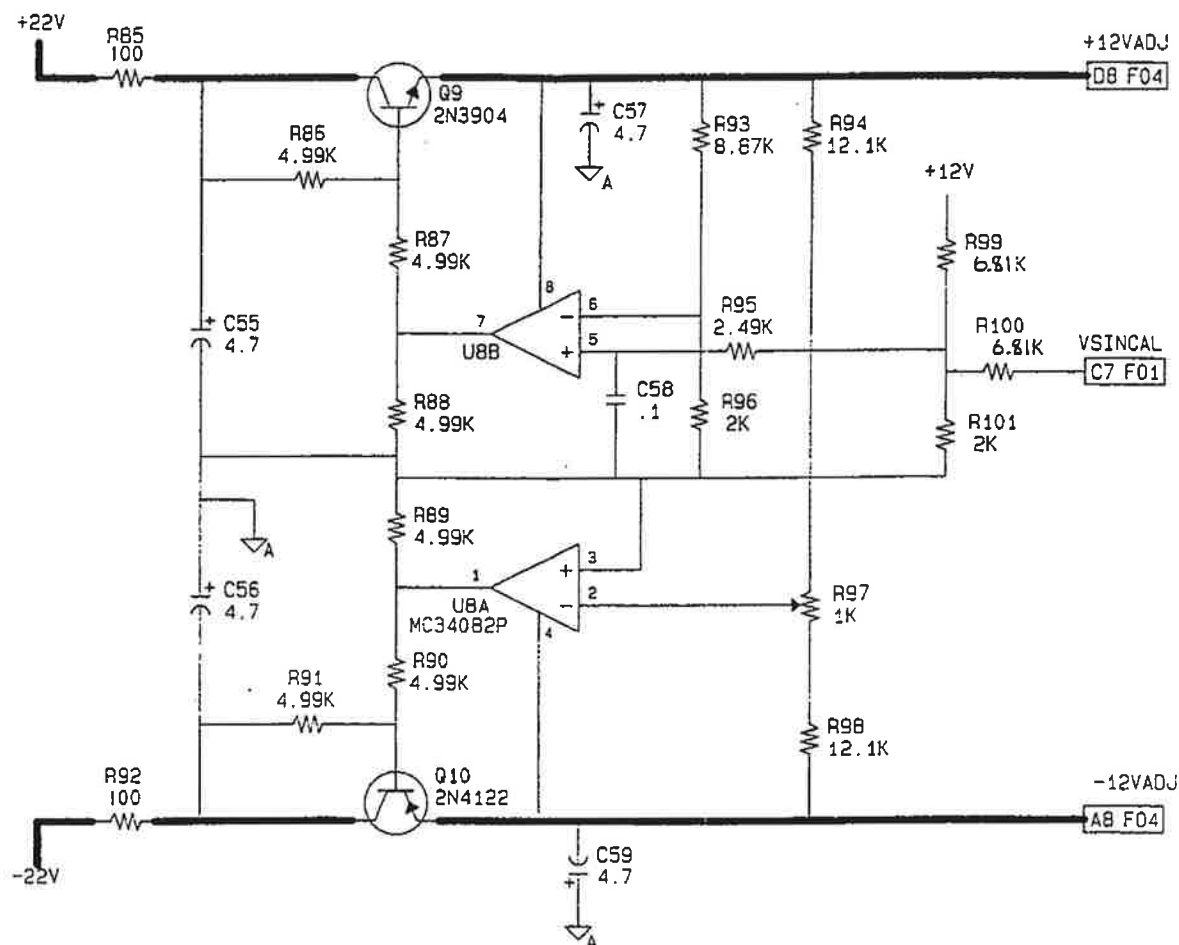 +22V
R85
100
+12VADJ
D8 F04
Q9
2N3904
C57
4.7
A
R93
8.87K
R94
12.1K
R86
4.99K
+12V
R87
4.99K
R99
6.81K
8
6
7
5
-
+
U8B
R95
2.49K
R100
6.81K
VSINCAL
C7 F01
C55
4.7
+
C58
.1
R96
2K
R101
2K
R88
4.99K
R89
4.99K
A
3
1
2
+
-
U8A
MC34082P
4
R97
1K
C56
4.7
+
R90
4.99K
R91
4.99K
R98
12.1K
R92
100
Q10
2N4122
-12VADJ
A8 F04
-22V
C59
4.7
+
A